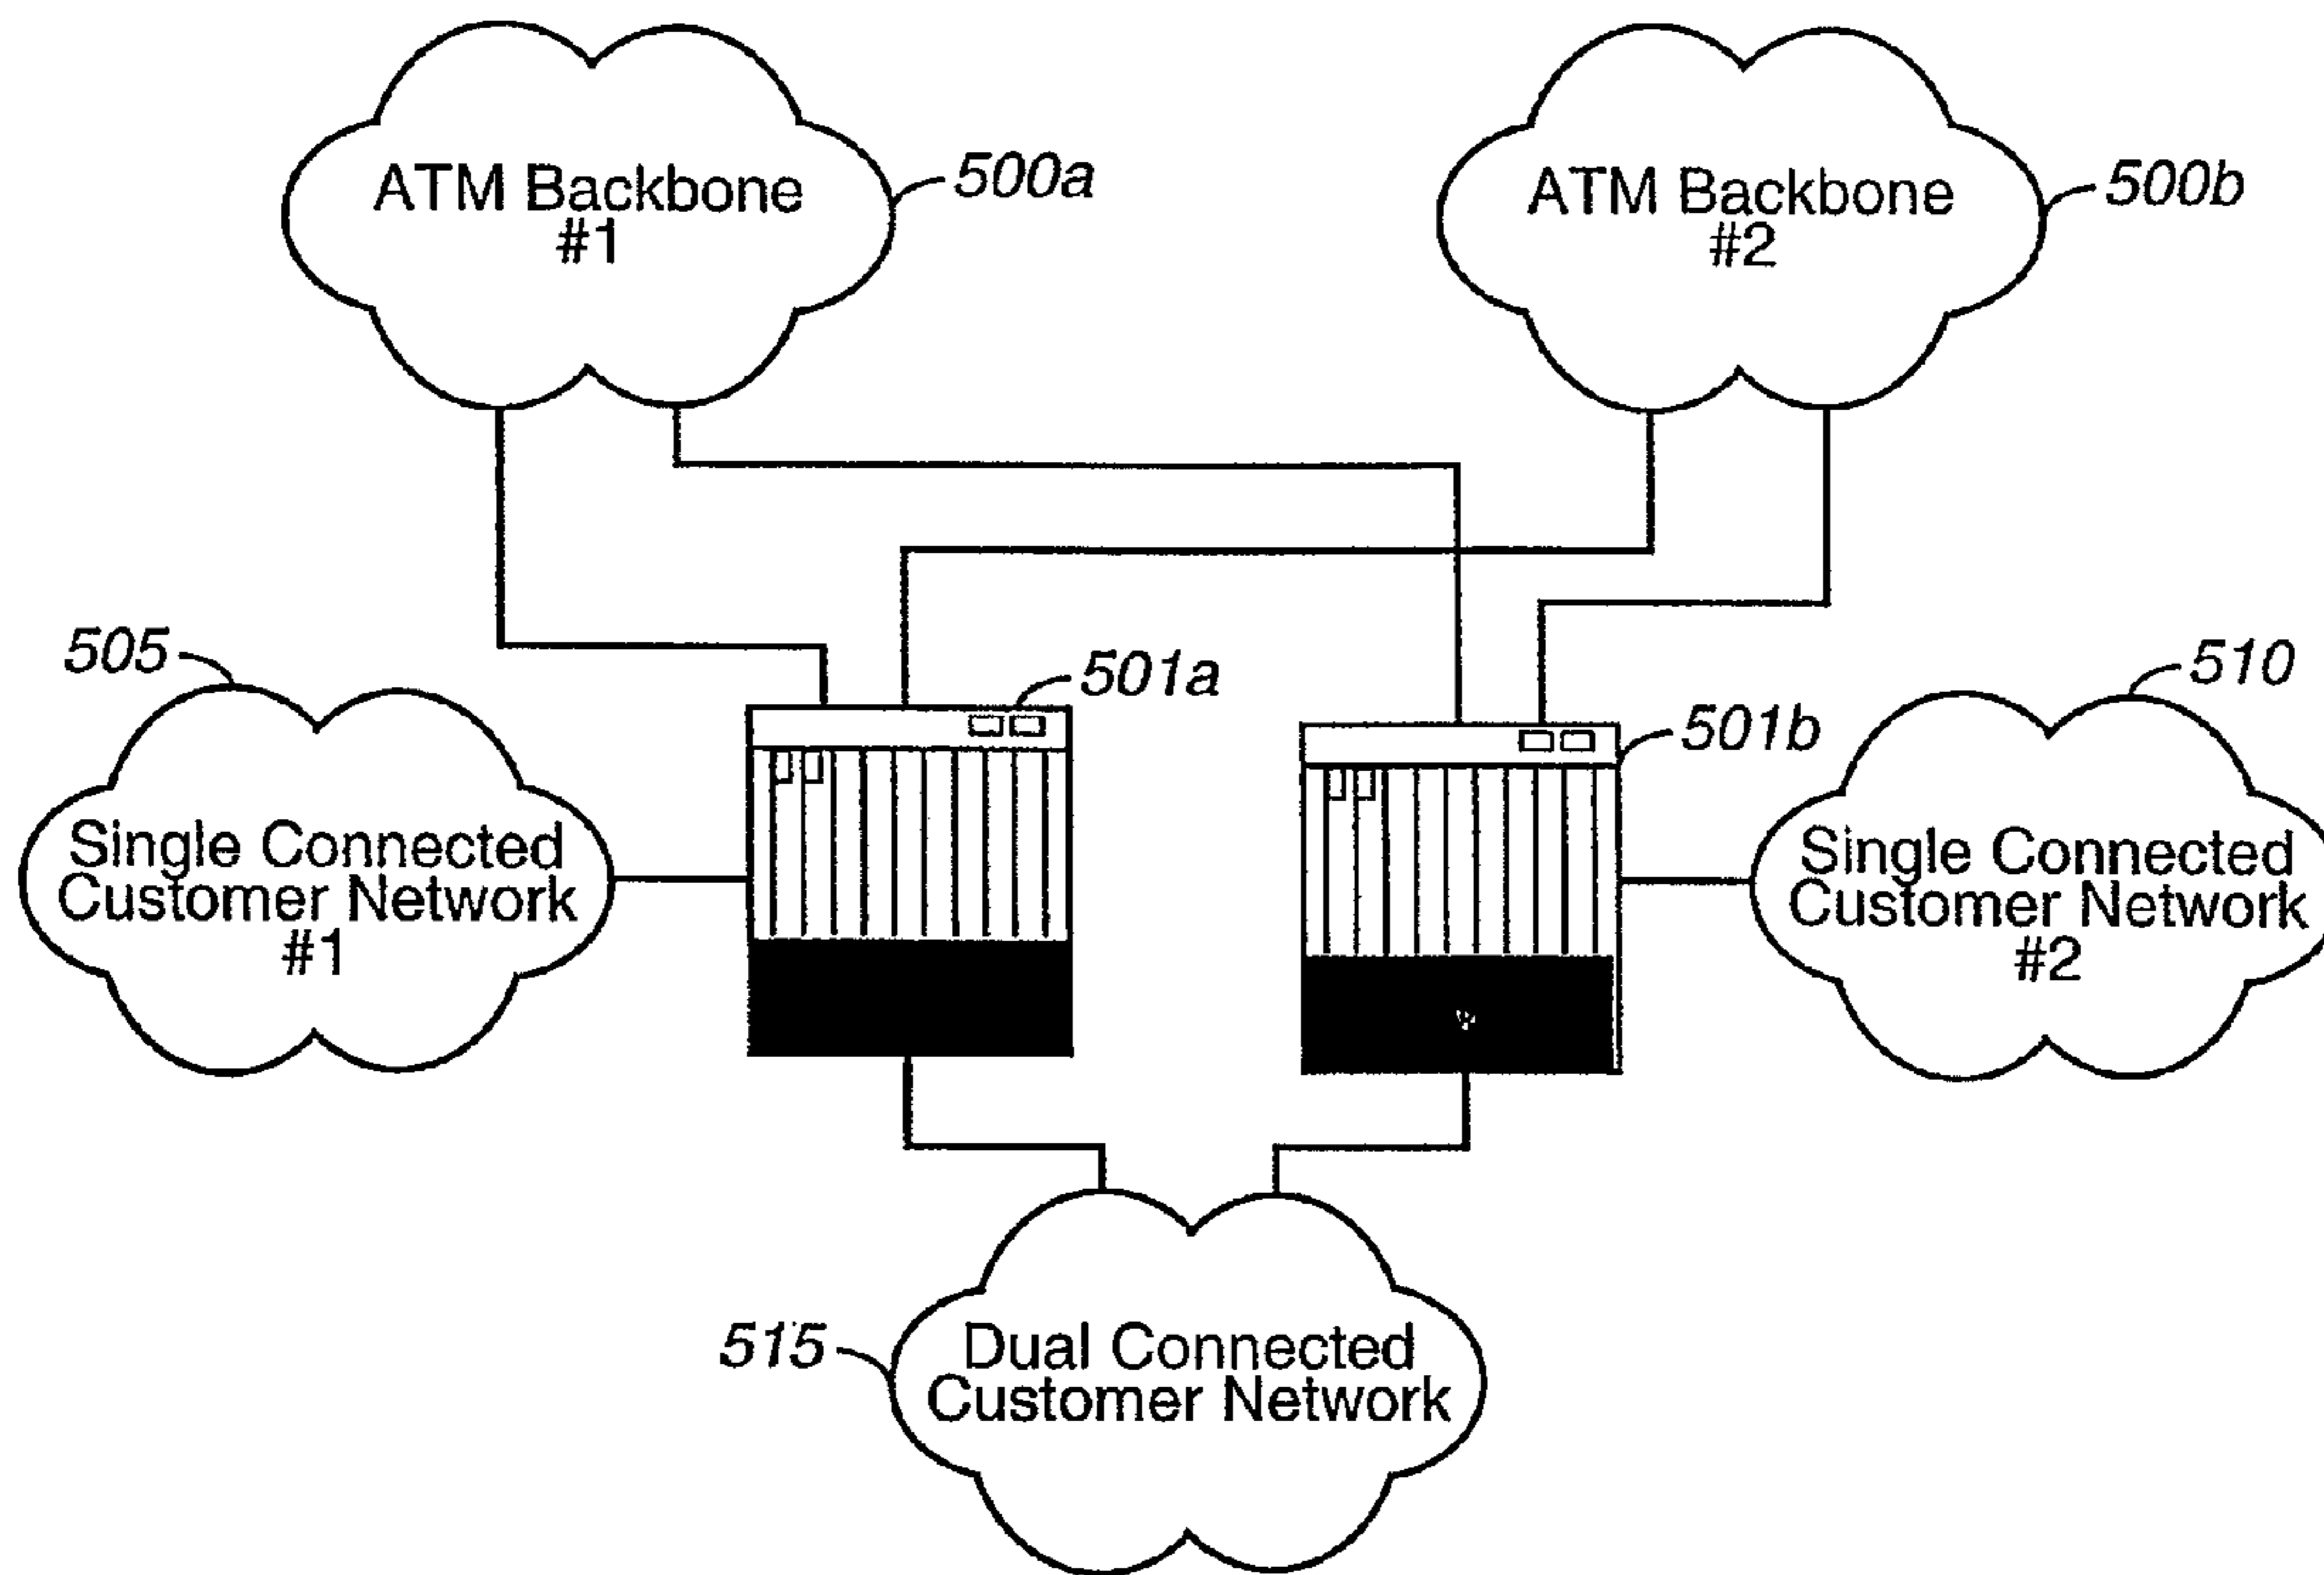 ATM Backbone
#1
500a
ATM Backbone
#2
500b
505
501a
501b
510
Single Connected
Customer Network
#1
Single Connected
Customer Network
#2
515
Dual Connected
Customer Network